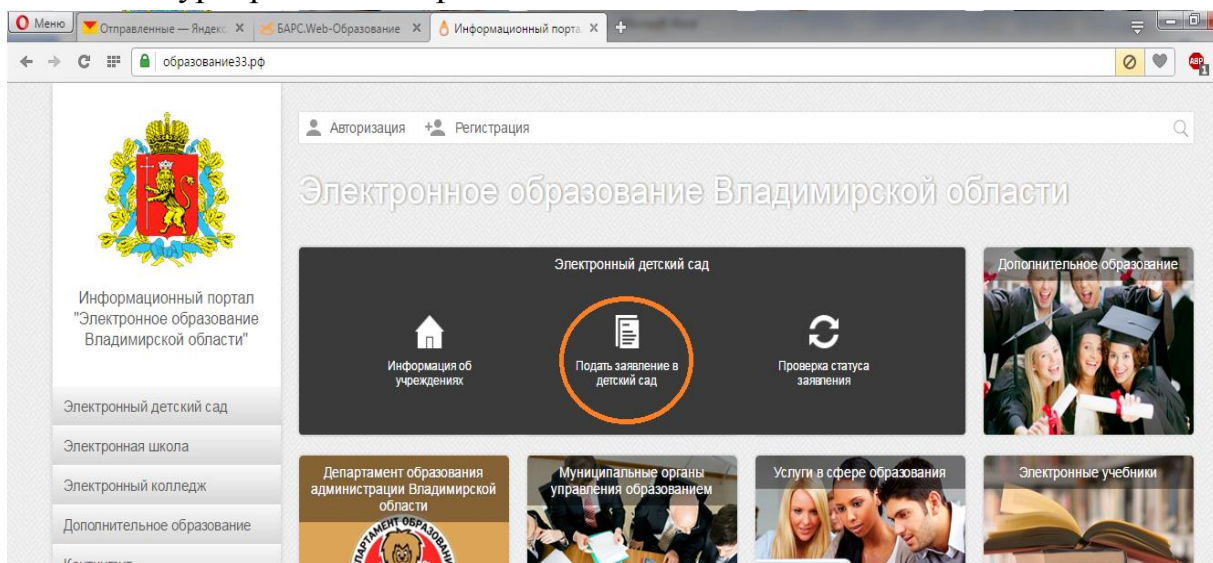 Меню
Отправленные — Яндекс
БАРС.Web-Образование
Информационный порта
образование33.рф
ABP
1
Авторизация
Регистрация
Электронное образование Владимирской области
Информационный портал
"Электронное образование
Владимирской области"
Электронный детский сад
Информация об
учреждениях
Подать заявление в
детский сад
Проверка статуса
заявления
Дополнительное образование
Электронный детский сад
Электронная школа
Электронный колледж
Дополнительное образование
Департамент образования
администрации Владимирской
области
Муниципальные органы
управления образованием
Услуги в сфере образования
Электронные учебники